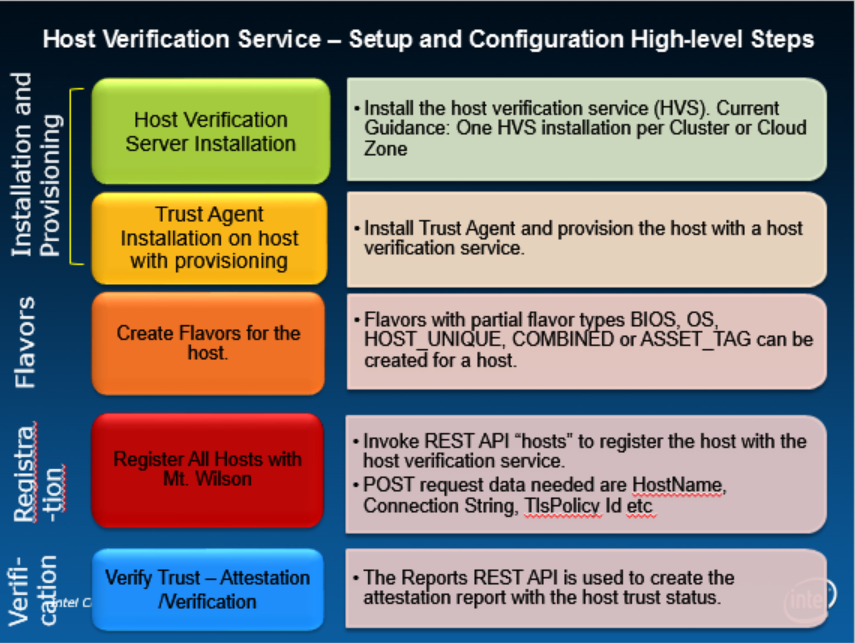 Host Verification Service – Setup and Configuration High-level Steps
Installation and
Provisioning
Host Verification
Server Installation
• Install the host verification service (HVS). Current
Guidance: One HVS installation per Cluster or Cloud
Zone
Trust Agent
Installation on host
with provisioning
• Install Trust Agent and provision the host with a host
verification service.
Flavors
Create Flavors for the
host.
• Flavors with partial flavor types BIOS, OS,
HOST_UNIQUE, COMBINED or ASSET_TAG can be
created for a host.
Registra
-tion
Register All Hosts with
Mt. Wilson
• Invoke REST API “hosts” to register the host with the
host verification service.
• POST request data needed are HostName,
Connection String, TlsPolicy Id etc
Verifi-
cation
Verify Trust – Attestation
/Verification
• The Reports REST API is used to create the
attestation report with the host trust status.
Intel C
intel